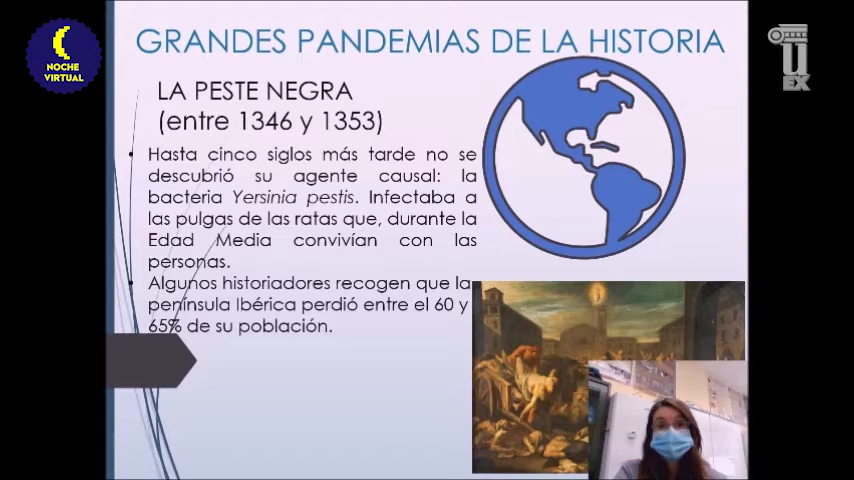 GRANDES PANDEMIAS DE LA HISTORIA
NOCHE
VIRTUAL
UEX
LA PESTE NEGRA
(entre 1346 y 1353)
Hasta cinco siglos más tarde no se
descubrió su agente causal: la
bacteria Yersinia pestis. Infectaba a
las pulgas de las ratas que, durante la
Edad Media convivían con las
personas.
Algunos historiadores recogen que la
península Ibérica perdió entre el 60 y
65% de su población.